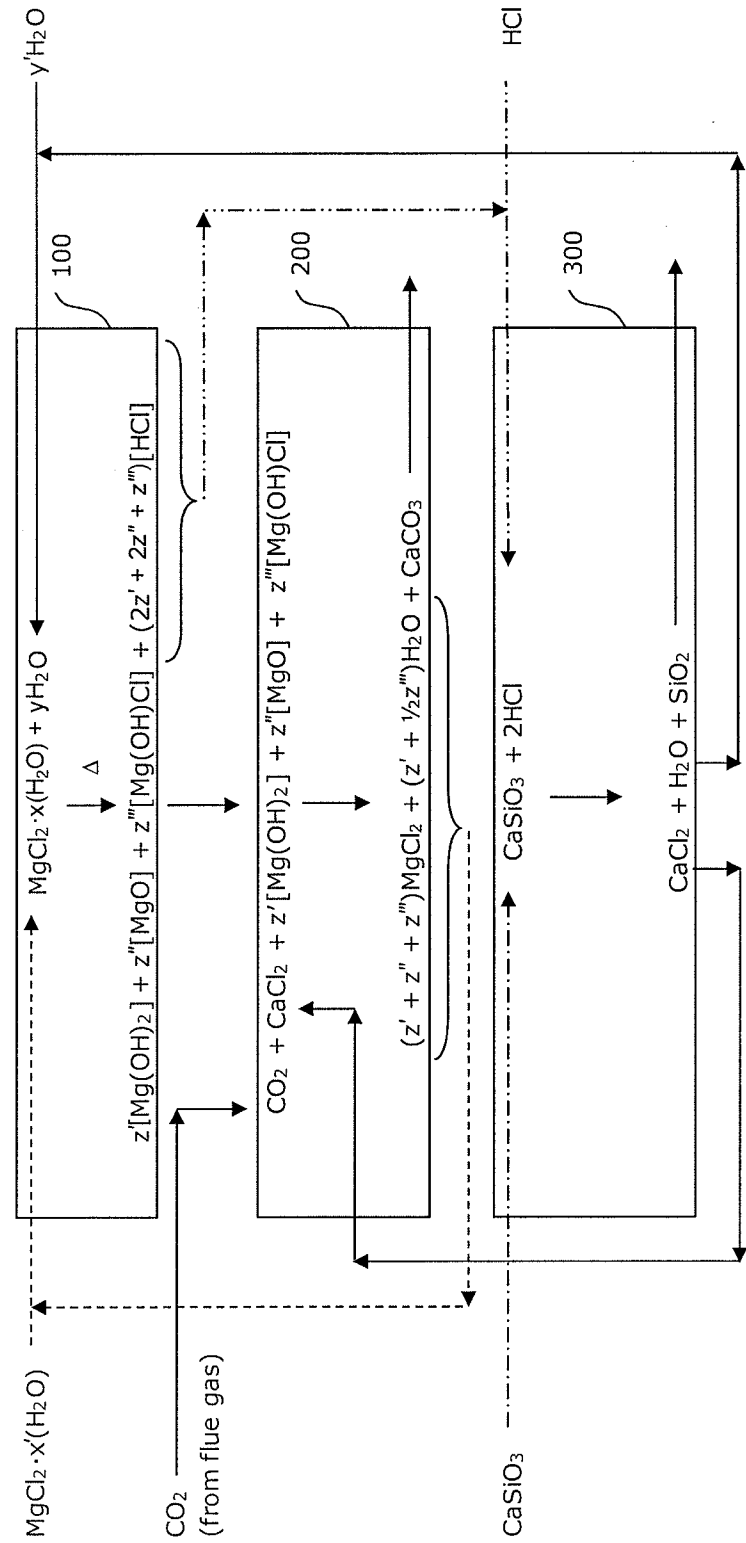 MgCl₂·x'(H₂O)
y'H₂O
100
MgCl₂·x(H₂O) + yH₂O
Δ
z'[Mg(OH)₂] + z"[MgO] + z'"[Mg(OH)Cl] + (2z' + 2z" + z'")[HCl]
CO₂
(from flue gas)
200
CO₂ + CaCl₂ + z'[Mg(OH)₂] + z"[MgO] + z'"[Mg(OH)Cl]
(z' + z" + z'")MgCl₂ + (z' + ½z'")H₂O + CaCO₃
CaSiO₃
HCl
300
CaSiO₃ + 2HCl
CaCl₂ + H₂O + SiO₂